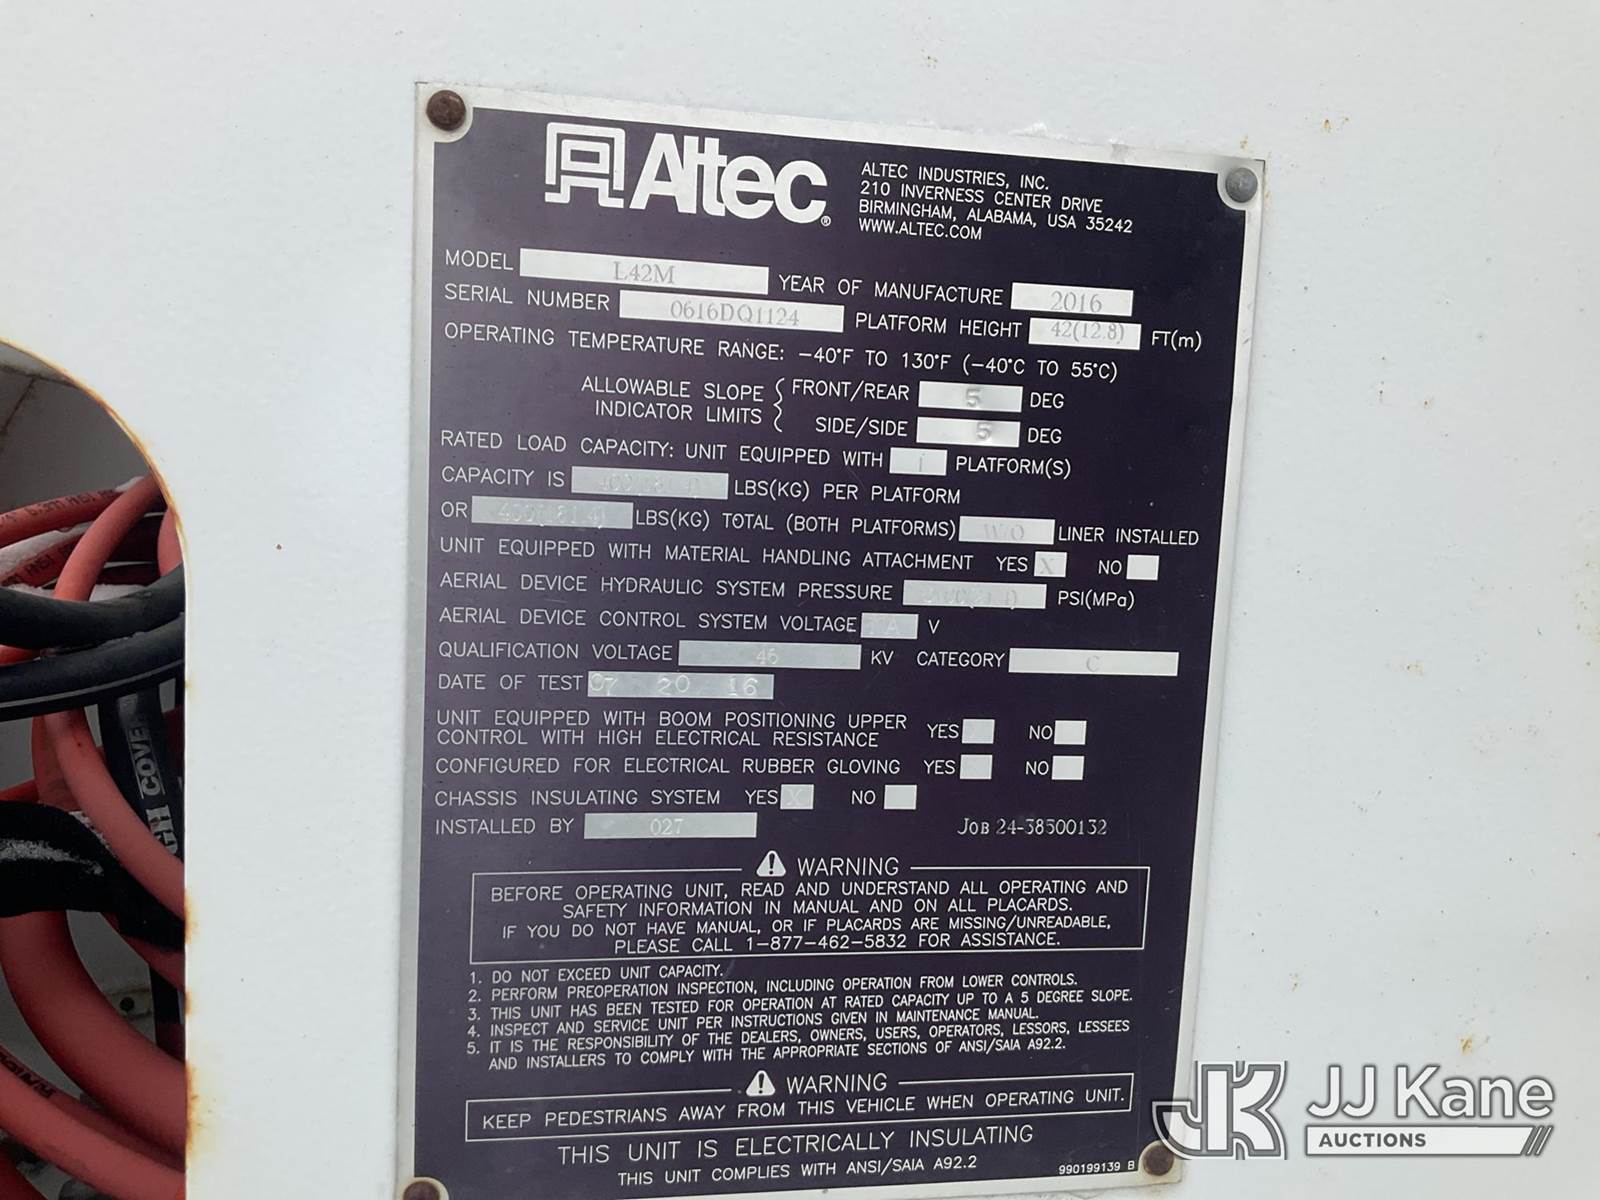 Altec®
ALTEC INDUSTRIES, INC.
210 INVERNESS CENTER DRIVE
BIRMINGHAM, ALABAMA, USA 35242
WWW.ALTEC.COM
MODEL L42M YEAR OF MANUFACTURE 2016
SERIAL NUMBER 0616DQ1124 PLATFORM HEIGHT 42(12.8) FT(m)
OPERATING TEMPERATURE RANGE: -40°F TO 130°F (-40°C TO 55°C)
ALLOWABLE SLOPE INDICATOR LIMITS { FRONT/REAR 5 DEG
SIDE/SIDE 5 DEG
RATED LOAD CAPACITY: UNIT EQUIPPED WITH 1 PLATFORM(S)
CAPACITY IS LBS(KG) PER PLATFORM
OR 400(181.4) LBS(KG) TOTAL (BOTH PLATFORMS) WO LINER INSTALLED
UNIT EQUIPPED WITH MATERIAL HANDLING ATTACHMENT YES X NO
AERIAL DEVICE HYDRAULIC SYSTEM PRESSURE PSI(MPa)
AERIAL DEVICE CONTROL SYSTEM VOLTAGE V
QUALIFICATION VOLTAGE 46 KV CATEGORY C
DATE OF TEST 07 20 16
UNIT EQUIPPED WITH BOOM POSITIONING UPPER
CONTROL WITH HIGH ELECTRICAL RESISTANCE YES NO
CONFIGURED FOR ELECTRICAL RUBBER GLOVING YES NO
CHASSIS INSULATING SYSTEM YES X NO
INSTALLED BY 027 JOB 24-38500132
WARNING
BEFORE OPERATING UNIT, READ AND UNDERSTAND ALL OPERATING AND
SAFETY INFORMATION IN MANUAL AND ON ALL PLACARDS.
IF YOU DO NOT HAVE MANUAL, OR IF PLACARDS ARE MISSING/UNREADABLE,
PLEASE CALL 1-877-462-5832 FOR ASSISTANCE.
1. DO NOT EXCEED UNIT CAPACITY.
2. PERFORM PREOPERATION INSPECTION, INCLUDING OPERATION FROM LOWER CONTROLS.
3. THIS UNIT HAS BEEN TESTED FOR OPERATION AT RATED CAPACITY UP TO A 5 DEGREE SLOPE.
4. INSPECT AND SERVICE UNIT PER INSTRUCTIONS GIVEN IN MAINTENANCE MANUAL.
5. IT IS THE RESPONSIBILITY OF THE DEALERS, OWNERS, USERS, OPERATORS, LESSORS, LESSEES
AND INSTALLERS TO COMPLY WITH THE APPROPRIATE SECTIONS OF ANSI/SAIA A92.2.
WARNING
KEEP PEDESTRIANS AWAY FROM THIS VEHICLE WHEN OPERATING UNIT.
THIS UNIT IS ELECTRICALLY INSULATING
THIS UNIT COMPLIES WITH ANSI/SAIA A92.2
990199139 B
JJ Kane
AUCTIONS